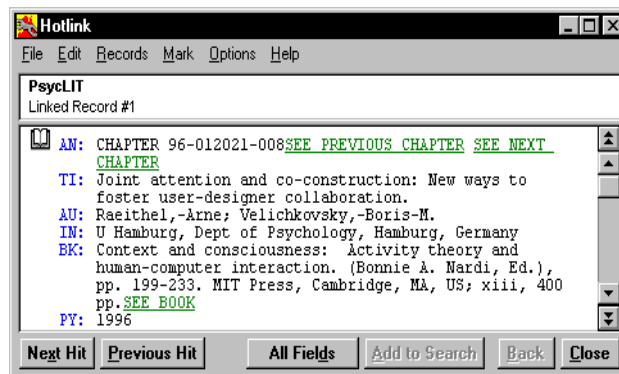 Hotlink
File Edit Records Mark Options Help
PsycLIT
Linked Record #1
AN: CHAPTER 96-012021-008SEE PREVIOUS CHAPTER SEE NEXT
CHAPTER
TI: Joint attention and co-construction: New ways to
foster user-designer collaboration.
AU: Raeithel,-Arne; Velichkovsky,-Boris-M.
IN: U Hamburg, Dept of Psychology, Hamburg, Germany
BK: Context and consciousness: Activity theory and
human-computer interaction. (Bonnie A. Nardi, Ed.),
pp. 199-233. MIT Press, Cambridge, MA, US; xiii, 400
pp.SEE BOOK
PY: 1996
Next Hit Previous Hit All Fields Add to Search Back Close